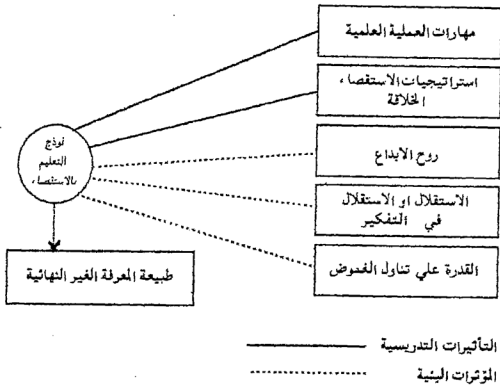 مهارات العملية العلمية
استراتيجيات الاستقصاء
الخلاقة
نموذج
التعليم
بالاستقصاء
روح الابداع
الاستقلال او الاستقلال
في التفكير
القدرة علي تناول الغموض
طبيعة المعرفة الغير النهائية
التأثيرات التدريسية
المؤثرات البيئية